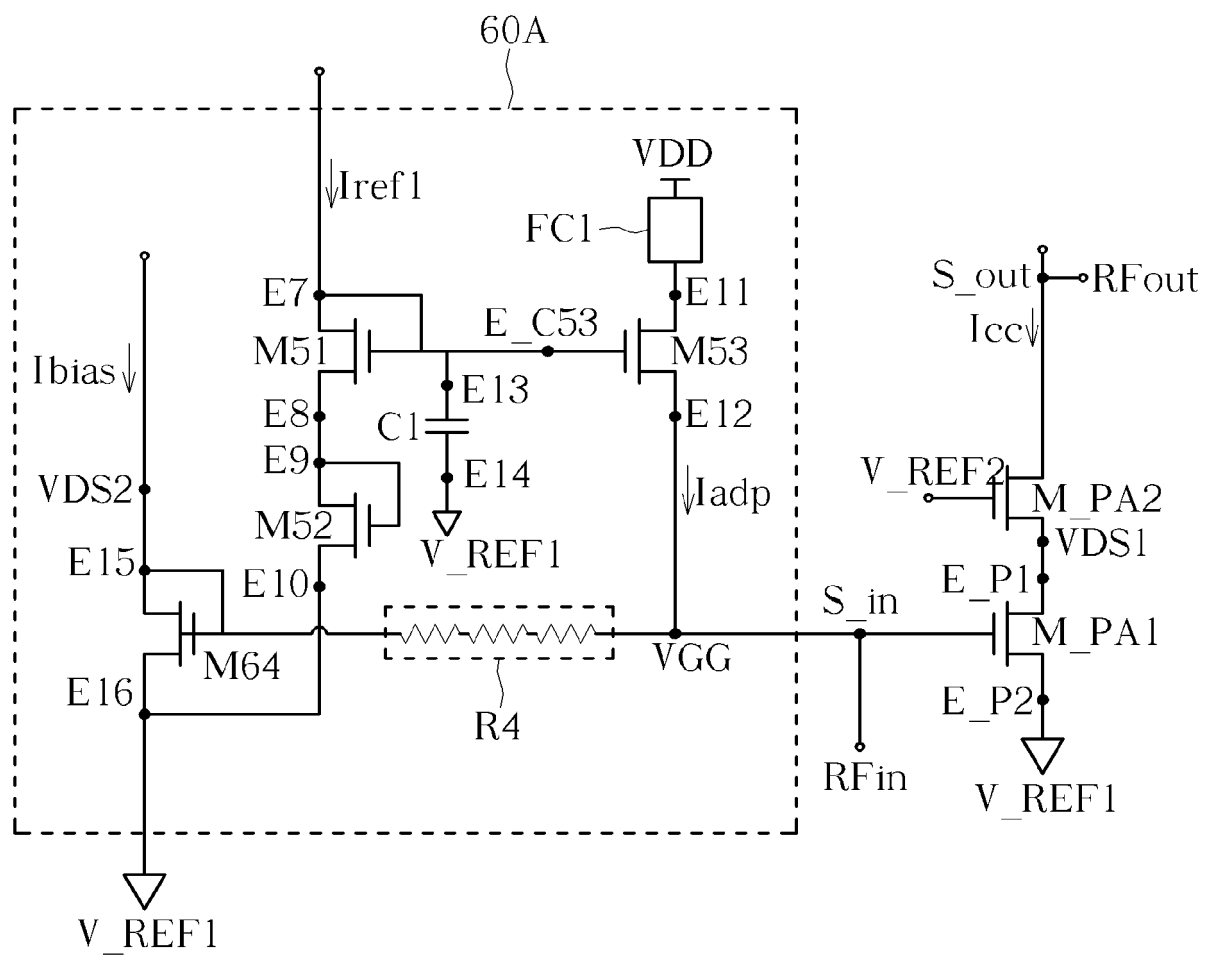 60A
VDD
Iref1
FC1
E7
E11
S_out
RFout
E_C53
M51
M53
Icc
Ibias
E13
E8
C1
E12
E9
E14
V_REF2
VDS2
Iadp
M_PA2
M52
V_REF1
VDS1
E15
E10
E_P1
S_in
M64
VGG
M_PA1
E16
R4
E_P2
RFin
V_REF1
V_REF1